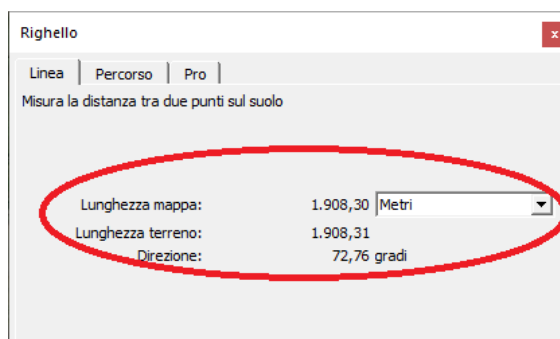 Righello
x
Linea Percorso Pro
Misura la distanza tra due punti sul suolo
Lunghezza mappa: 1.908,30 Metri
Lunghezza terreno: 1.908,31
Direzione: 72,76 gradi